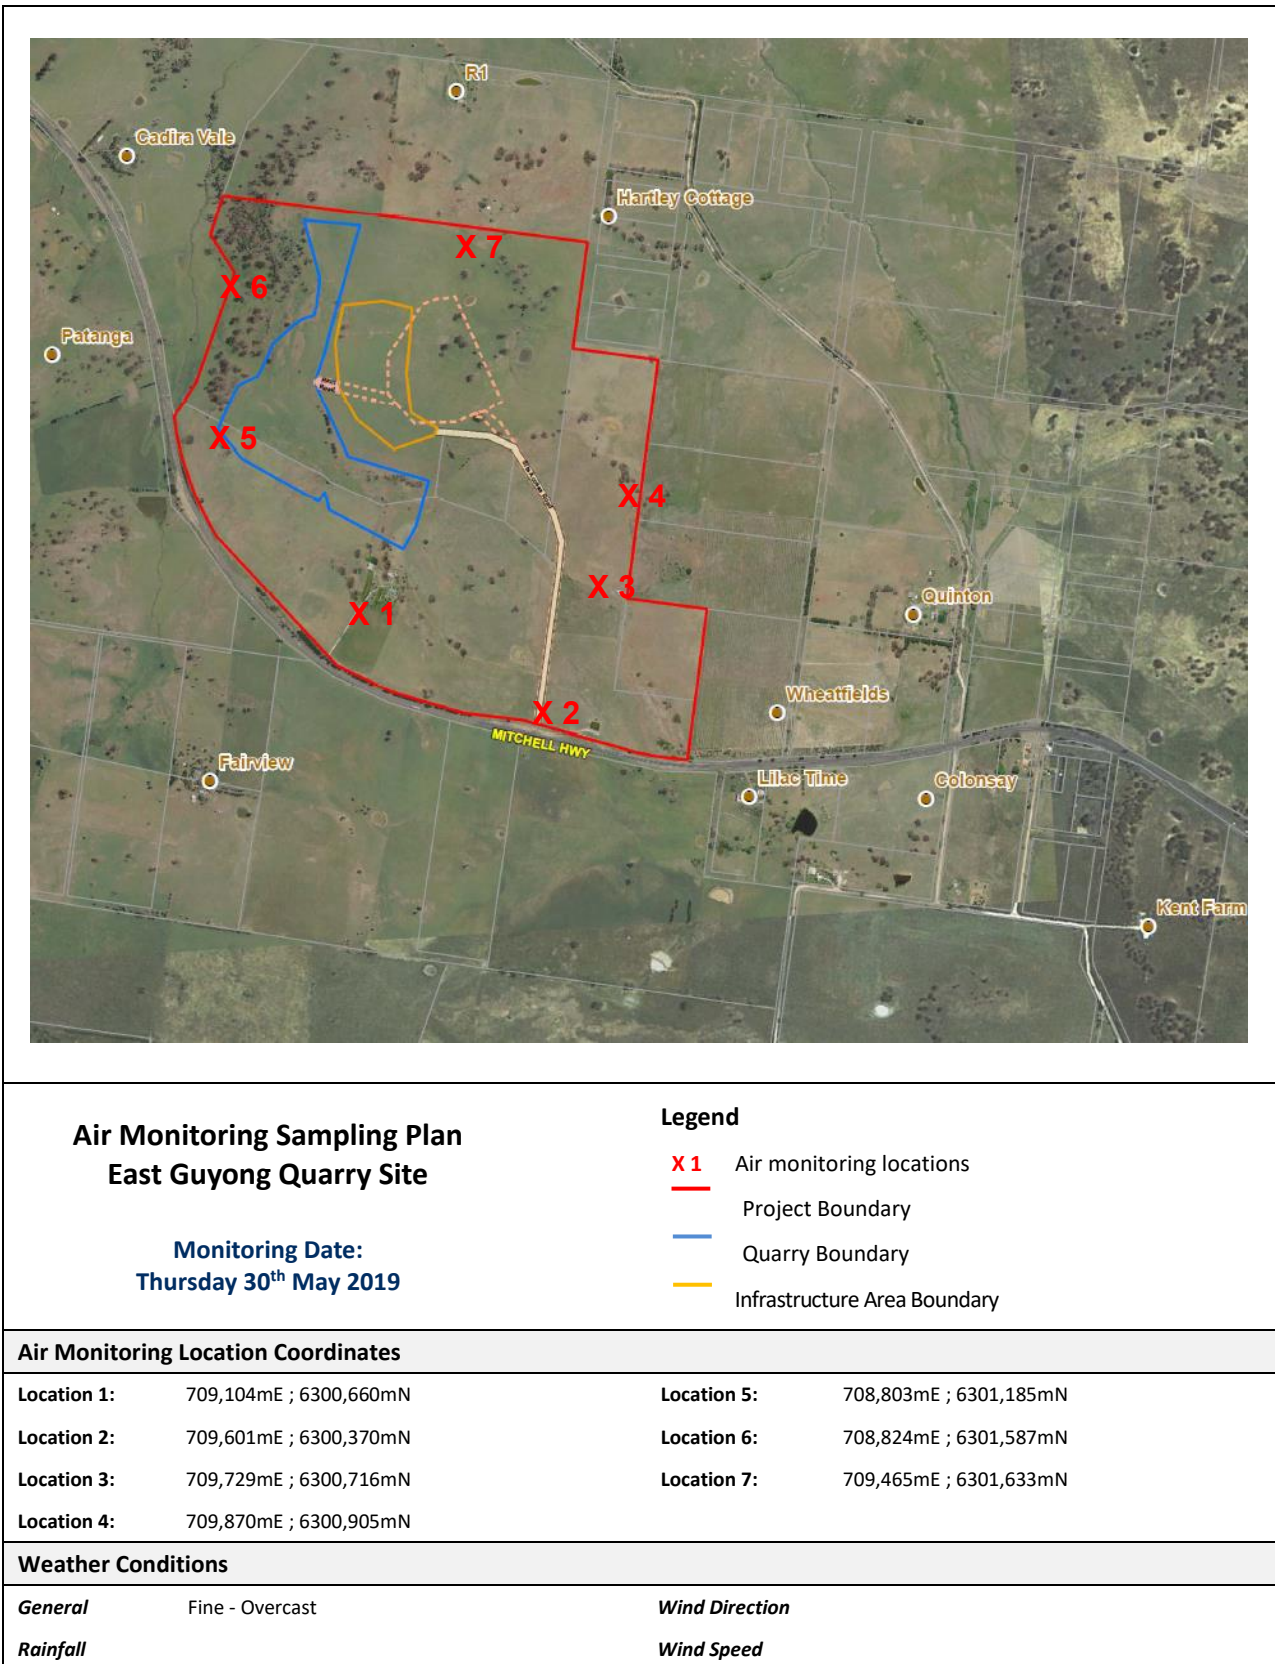 R1
Cadira Vale
Hartley Cottage
X 7
X 6
Patanga
X 5
X 4
X 3
Quinton
X 1
Wheatfields
X 2
MITCHELL HWY
Fairview
Lilac Time
Colonsay
Kent Farm
Air Monitoring Sampling Plan
East Guyong Quarry Site
Monitoring Date:
Thursday 30th May 2019
Legend
X 1 Air monitoring locations
Project Boundary
Quarry Boundary
Infrastructure Area Boundary
Air Monitoring Location Coordinates
Location 1: 709,104mE ; 6300,660mN
Location 5: 708,803mE ; 6301,185mN
Location 2: 709,601mE ; 6300,370mN
Location 6: 708,824mE ; 6301,587mN
Location 3: 709,729mE ; 6300,716mN
Location 7: 709,465mE ; 6301,633mN
Location 4: 709,870mE ; 6300,905mN
Weather Conditions
General Fine - Overcast
Wind Direction
Rainfall
Wind Speed